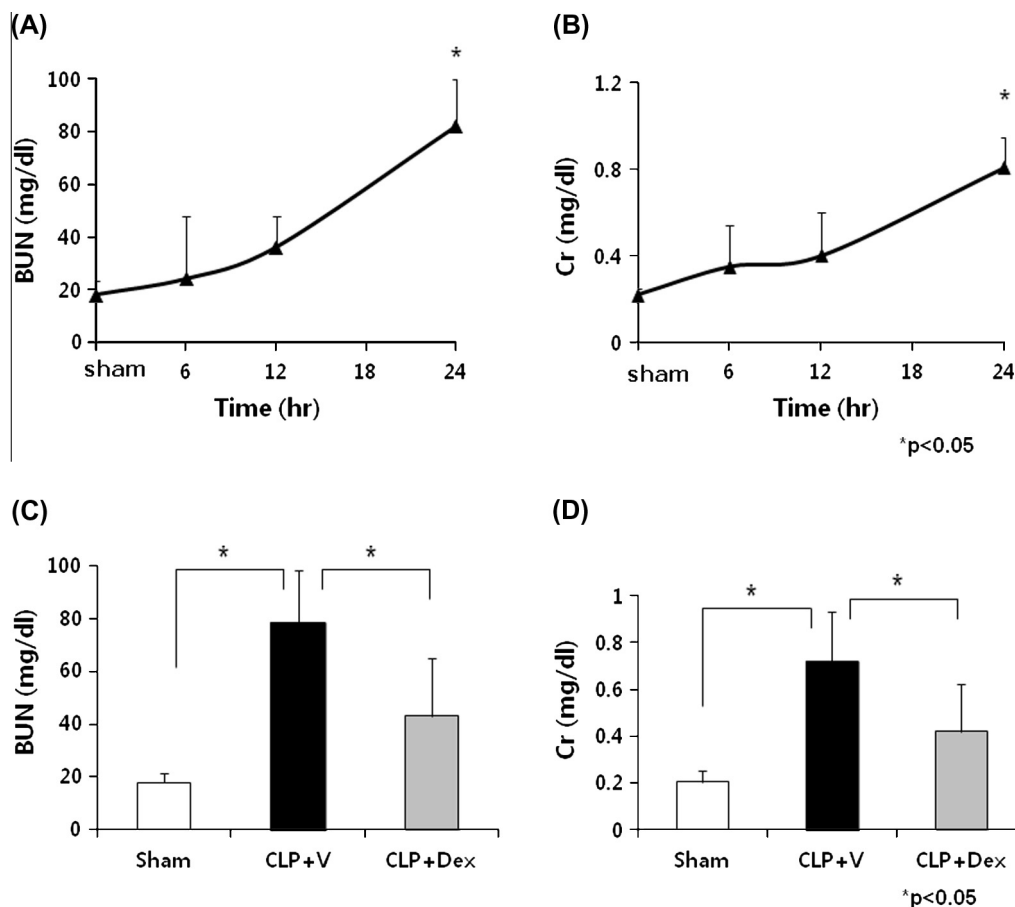 (A)
BUN (mg/dl)
100
80
60
40
20
0
*
sham 6 12 18 24
Time (hr)
(B)
Cr (mg/dl)
1.2
0.8
0.4
0
*
sham 6 12 18 24
Time (hr)
*p<0.05
(C)
BUN (mg/dl)
100
80
60
40
20
0
* *
Sham CLP+V CLP+Dex
(D)
Cr (mg/dl)
1
0.8
0.6
0.4
0.2
0
* *
Sham CLP+V CLP+Dex
*p<0.05